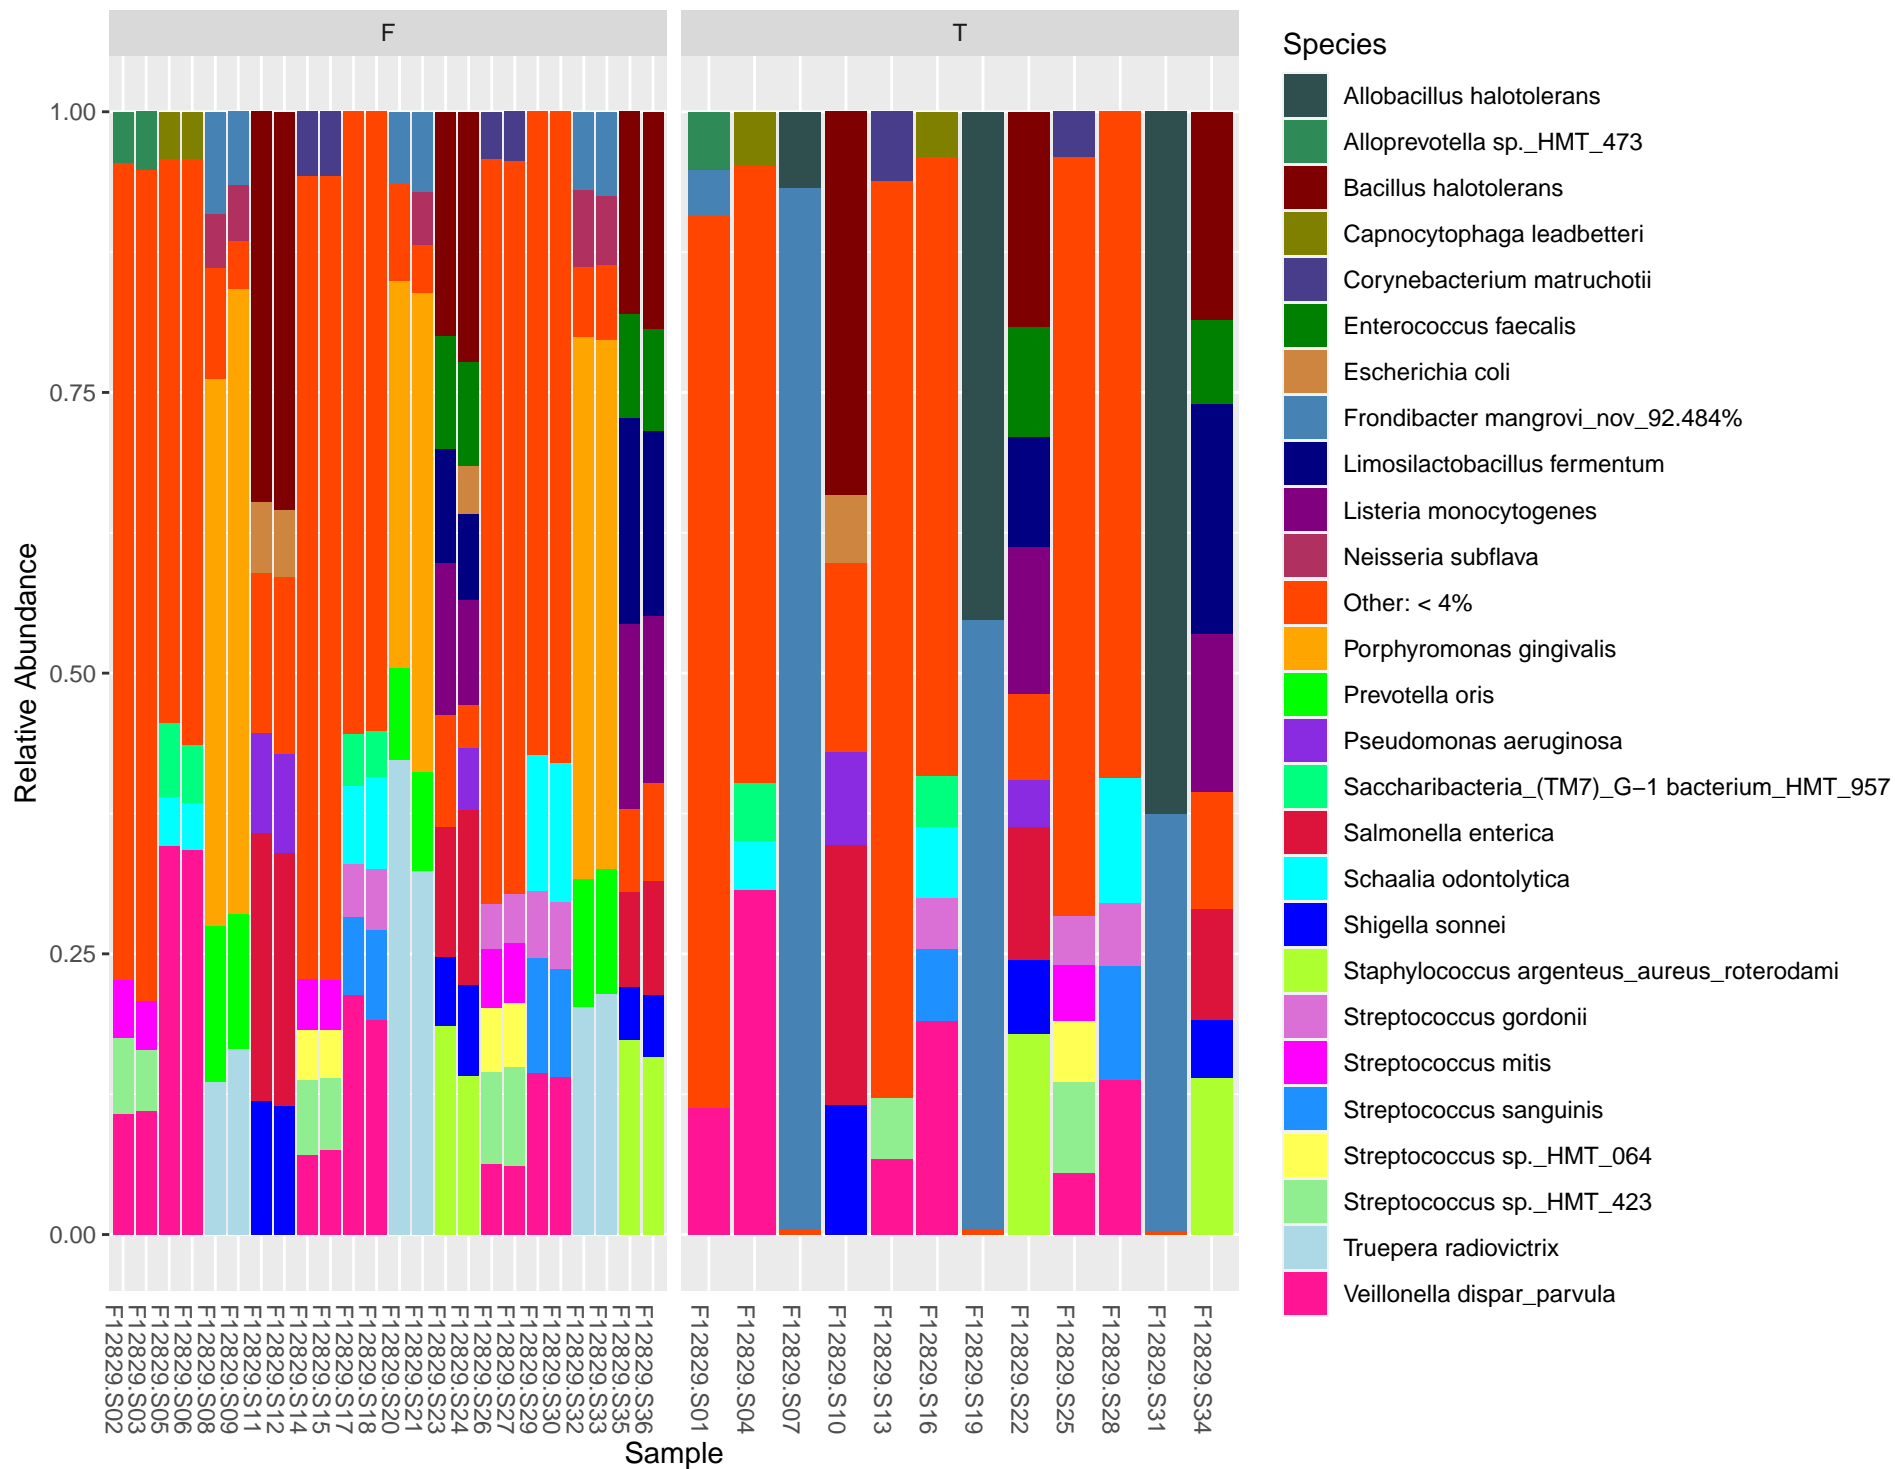 F
T
Species
Allobacillus halotolerans
Alloprevotella sp._HMT_473
Bacillus halotolerans
Capnocytophaga leadbetteri
Corynebacterium matruchotii
Enterococcus faecalis
Escherichia coli
Frondibacter mangrovi_nov_92.484%
Limosilactobacillus fermentum
Listeria monocytogenes
Neisseria subflava
Other: < 4%
Porphyromonas gingivalis
Prevotella oris
Pseudomonas aeruginosa
Saccharibacteria_(TM7)_G−1 bacterium_HMT_957
Salmonella enterica
Schaalia odontolytica
Shigella sonnei
Staphylococcus argenteus_aureus_roterodami
Streptococcus gordonii
Streptococcus mitis
Streptococcus sanguinis
Streptococcus sp._HMT_064
Streptococcus sp._HMT_423
Truepera radiovictrix
Veillonella dispar_parvula
1.00
0.75
0.50
0.25
0.00
Relative Abundance
F12829.S02
F12829.S03
F12829.S05
F12829.S06
F12829.S08
F12829.S09
F12829.S11
F12829.S12
F12829.S14
F12829.S15
F12829.S17
F12829.S18
F12829.S20
F12829.S21
F12829.S23
F12829.S24
F12829.S26
F12829.S27
F12829.S29
F12829.S30
F12829.S32
F12829.S33
F12829.S35
F12829.S36
F12829.S01
F12829.S04
F12829.S07
F12829.S10
F12829.S13
F12829.S16
F12829.S19
F12829.S22
F12829.S25
F12829.S28
F12829.S31
F12829.S34
Sample